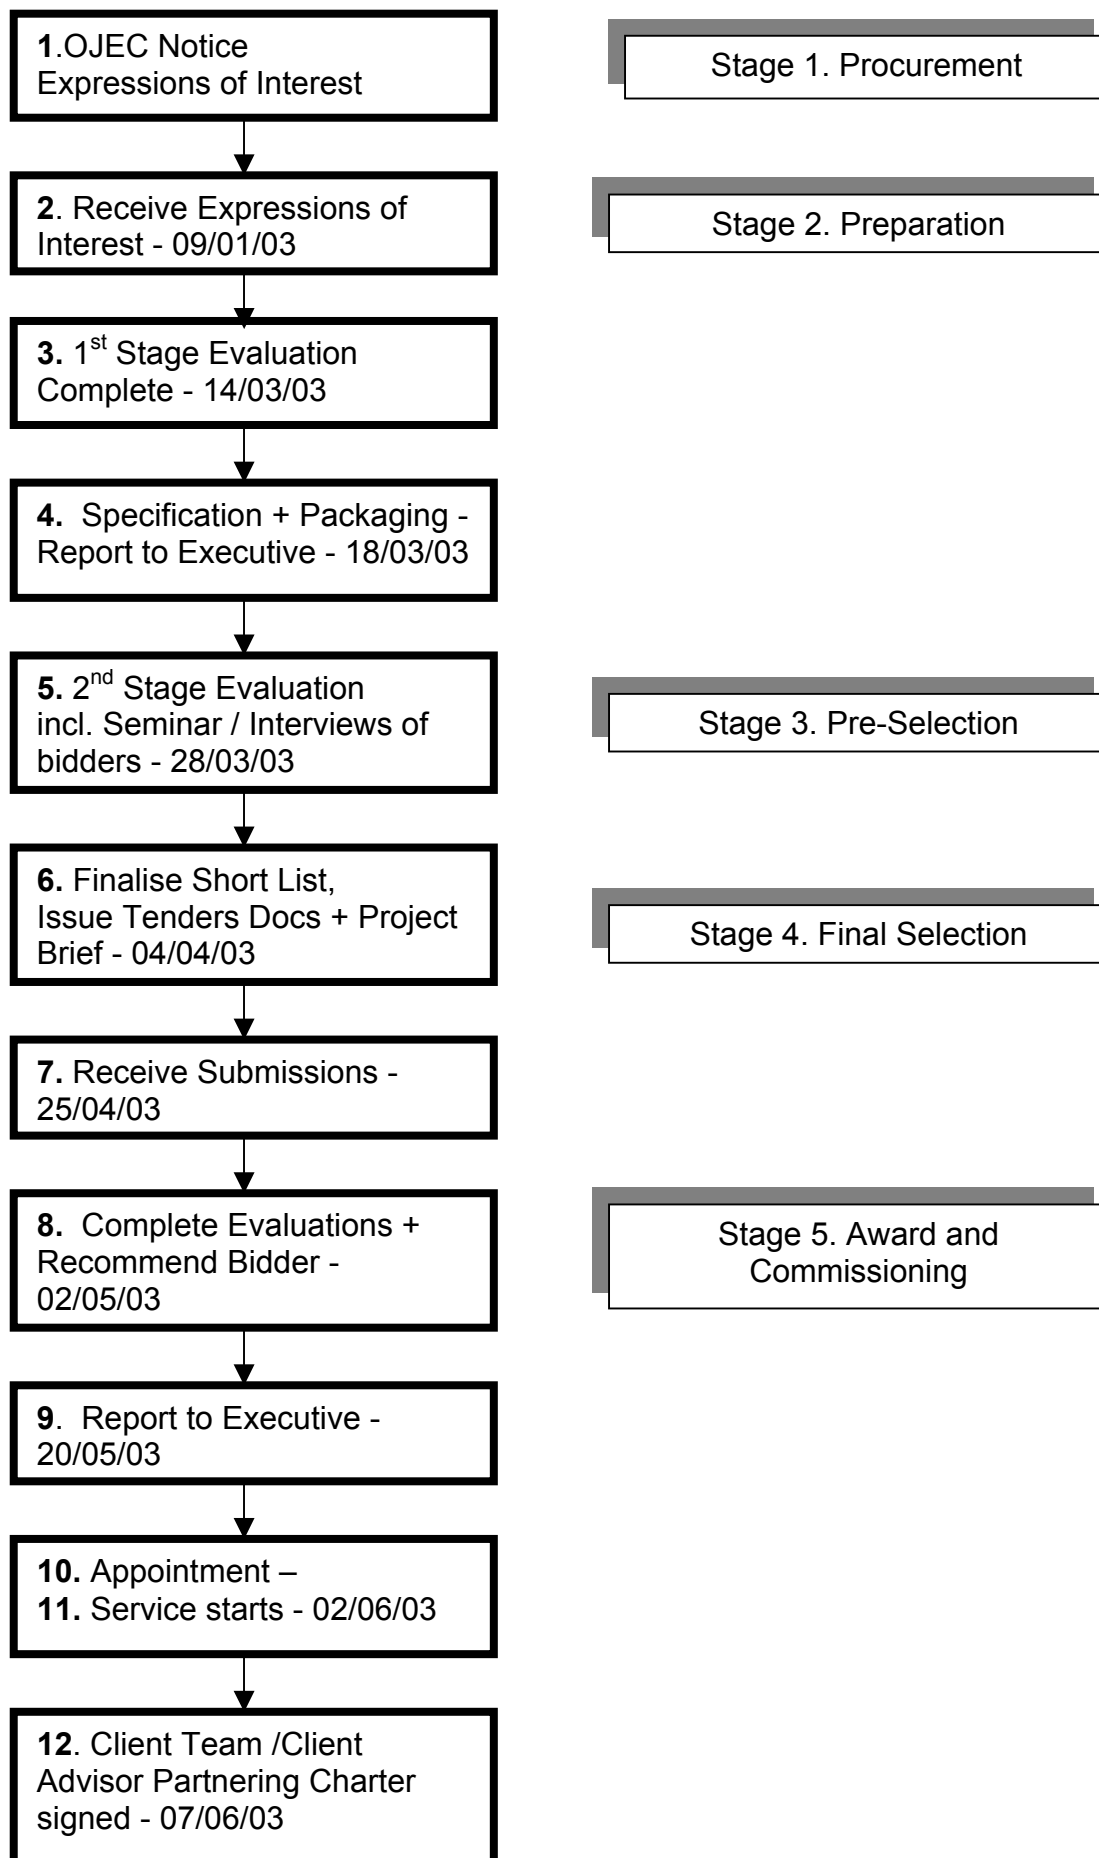 1.OJEC Notice
Expressions of Interest
Stage 1. Procurement
2. Receive Expressions of
Interest - 09/01/03
Stage 2. Preparation
3. 1st Stage Evaluation
Complete - 14/03/03
4. Specification + Packaging -
Report to Executive - 18/03/03
5. 2nd Stage Evaluation
incl. Seminar / Interviews of
bidders - 28/03/03
Stage 3. Pre-Selection
6. Finalise Short List,
Issue Tenders Docs + Project
Brief - 04/04/03
Stage 4. Final Selection
7. Receive Submissions -
25/04/03
8. Complete Evaluations +
Recommend Bidder -
02/05/03
Stage 5. Award and
Commissioning
9. Report to Executive -
20/05/03
10. Appointment –
11. Service starts - 02/06/03
12. Client Team /Client
Advisor Partnering Charter
signed - 07/06/03